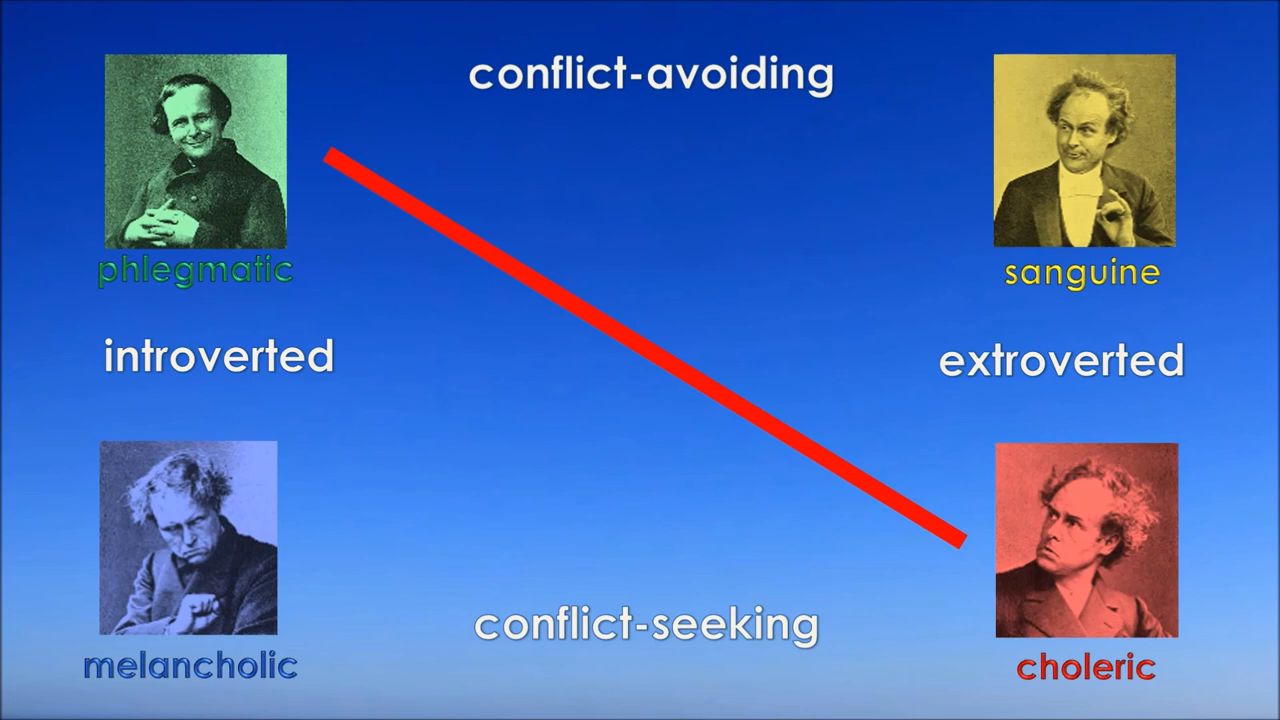 conflict-avoiding
phlegmatic
sanguine
introverted
extroverted
conflict-seeking
melancholic
choleric